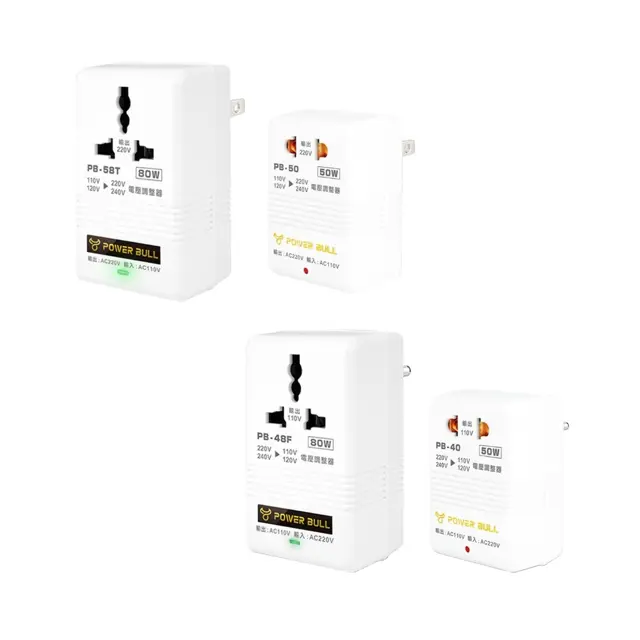 輸出
220V
PB-58T 80W
110V 220V
120V ▶ 240V 電壓調整器
POWER BULL
輸出:AC220V 輸入:AC110V
輸出
220V
PB-50 50W
110V 220V
120V ▶ 240V 電壓調整器
POWER BULL
輸出:AC220V 輸入:AC110V
輸出
110V
PB-48F 80W
220V 110V
240V ▶ 120V 電壓調整器
POWER BULL
輸出:AC110V 輸入:AC220V
輸出
110V
PB-40 50W
220V 110V
240V ▶ 120V 電壓調整器
POWER BULL
輸出:AC110V 輸入:AC220V